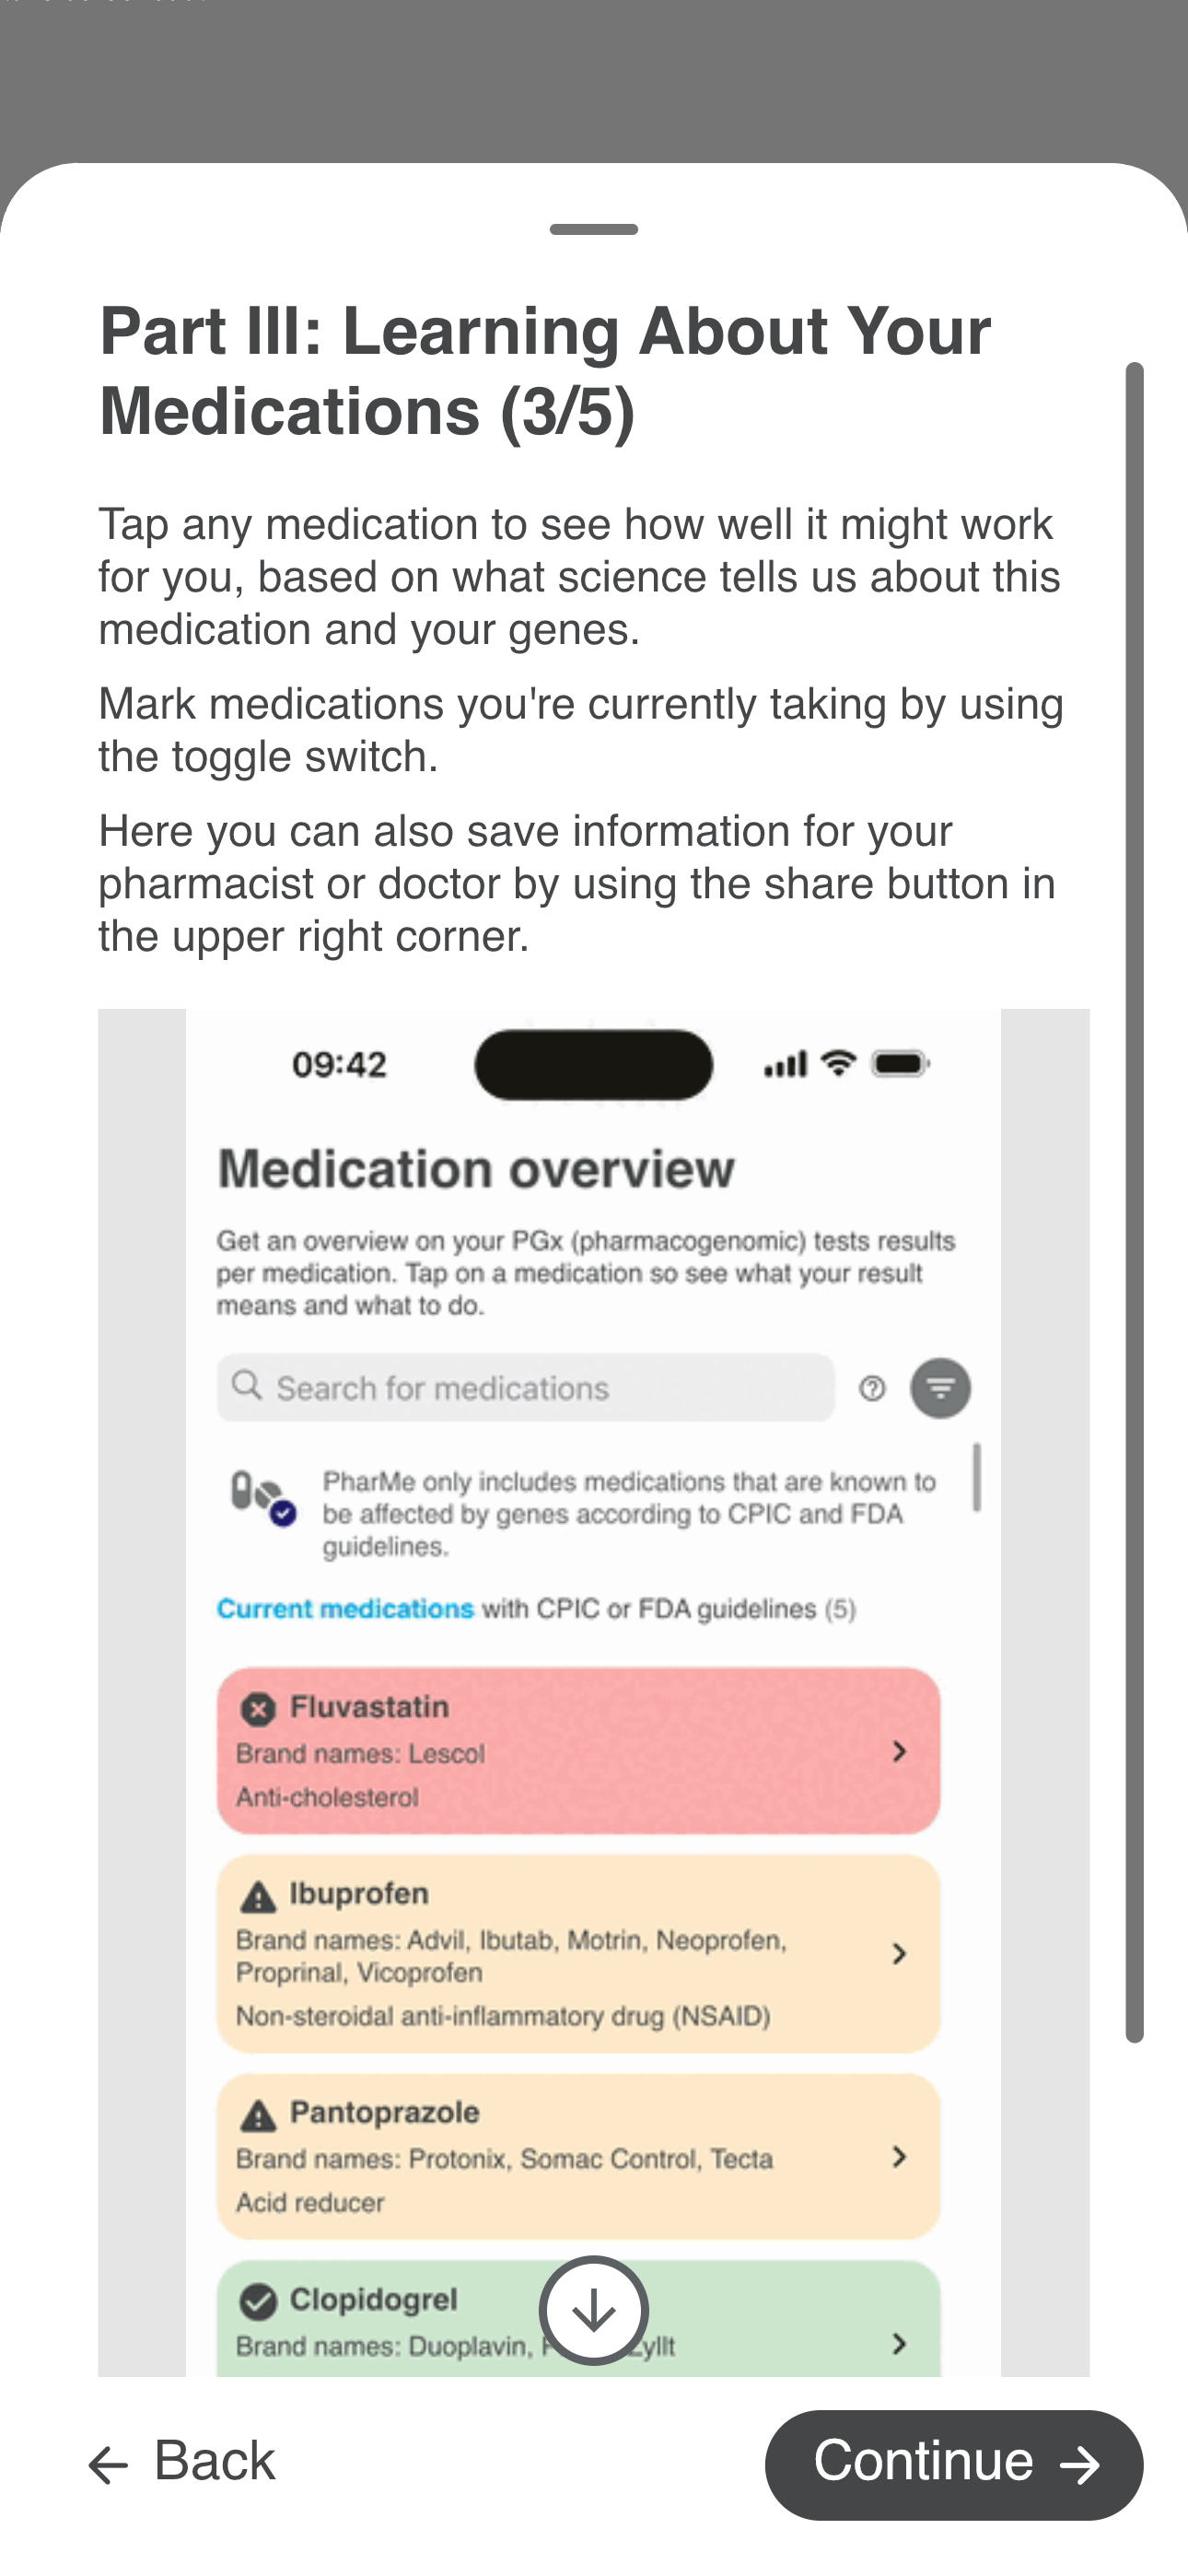 Part III: Learning About Your
Medications (3/5)
Tap any medication to see how well it might work
for you, based on what science tells us about this
medication and your genes.
Mark medications you're currently taking by using
the toggle switch.
Here you can also save information for your
pharmacist or doctor by using the share button in
the upper right corner.
09:42
Medication overview
Get an overview on your PGx (pharmacogenomic) tests results
per medication. Tap on a medication so see what your result
means and what to do.
Search for medications
PharMe only includes medications that are known to
be affected by genes according to CPIC and FDA
guidelines.
Current medications with CPIC or FDA guidelines (5)
Fluvastatin
Brand names: Lescol
Anti-cholesterol
Ibuprofen
Brand names: Advil, Ibutab, Motrin, Neoprofen,
Proprinal, Vicoprofen
Non-steroidal anti-inflammatory drug (NSAID)
Pantoprazole
Brand names: Protonix, Somac Control, Tecta
Acid reducer
Clopidogrel
Brand names: Duoplavin,
Back
Continue